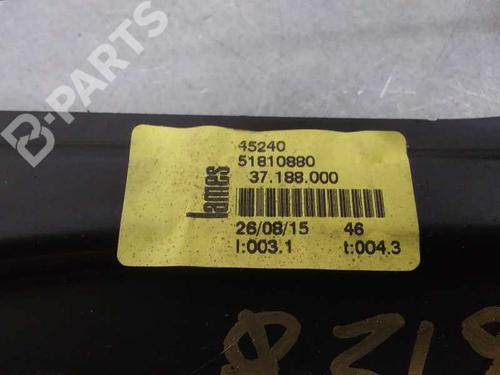 B-PARTS
lames
45240
51810880
37.188.000
26/08/15 46
I:003.1 t:004.3